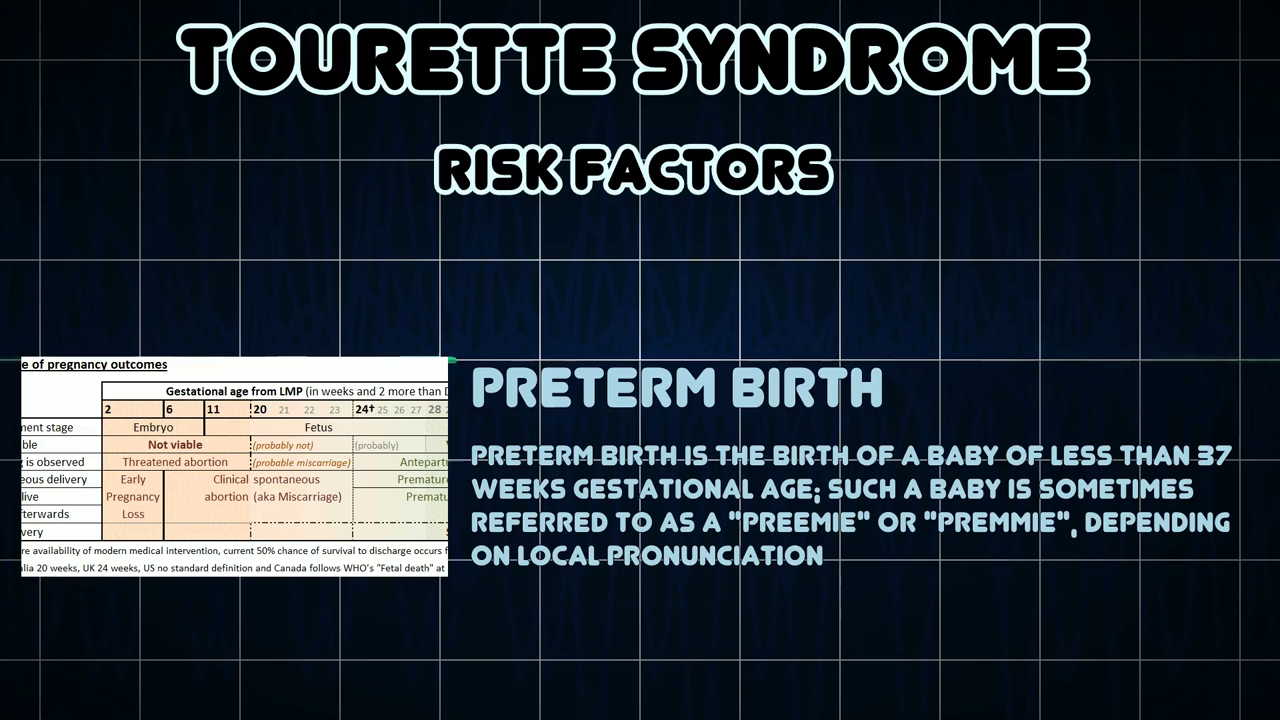 TOURETTE SYNDROME
RISK FACTORS
e of pregnancy outcomes
Gestational age from LMP (in weeks and 2 more than
2 6 11 20 21 22 23 24† 25 26 27 28
ent stage Embryo Fetus
ble Not viable (probably not) (probably)
is observed Threatened abortion (probable miscarriage) Antepart
eous delivery Early Clinical spontaneous Premature
live Pregnancy abortion (aka Miscarriage) Premat
fterwards Loss
very
re availability of modern medical intervention, current 50% chance of survival to discharge occurs f
lia 20 weeks, UK 24 weeks, US no standard definition and Canada follows WHO's "Fetal death" at
PRETERM BIRTH
PRETERM BIRTH IS THE BIRTH OF A BABY OF LESS THAN 37
WEEKS GESTATIONAL AGE; SUCH A BABY IS SOMETIMES
REFERRED TO AS A "PREEMIE" OR "PREMMIE", DEPENDING
ON LOCAL PRONUNCIATION